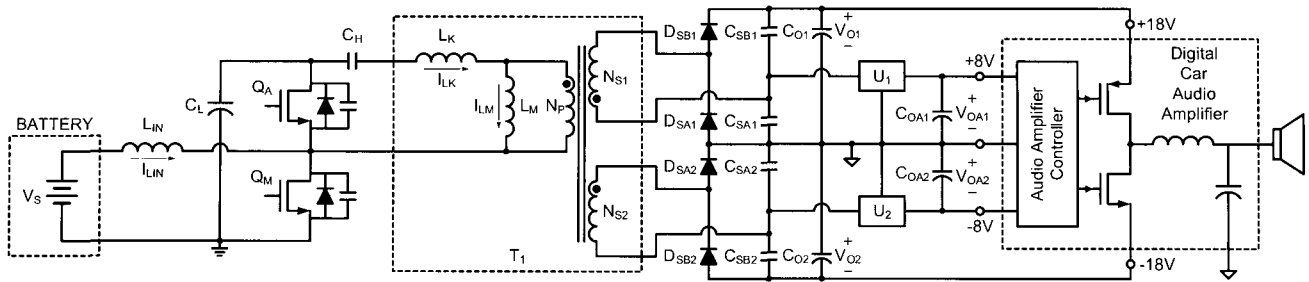 BATTERY
V_S
L_IN
I_LIN
C_L
Q_A
Q_M
C_H
L_K
I_LK
I_LM
L_M
N_P
N_S1
N_S2
T_1
D_SB1
C_SB1
C_O1
V_O1
+
–
D_SA1
C_SA1
D_SA2
C_SA2
D_SB2
C_SB2
C_O2
V_O2
+
–
U_1
U_2
C_OA1
V_OA1
+
–
C_OA2
V_OA2
+
–
+8V
-8V
+18V
-18V
Audio Amplifier
Controller
Digital
Car
Audio
Amplifier